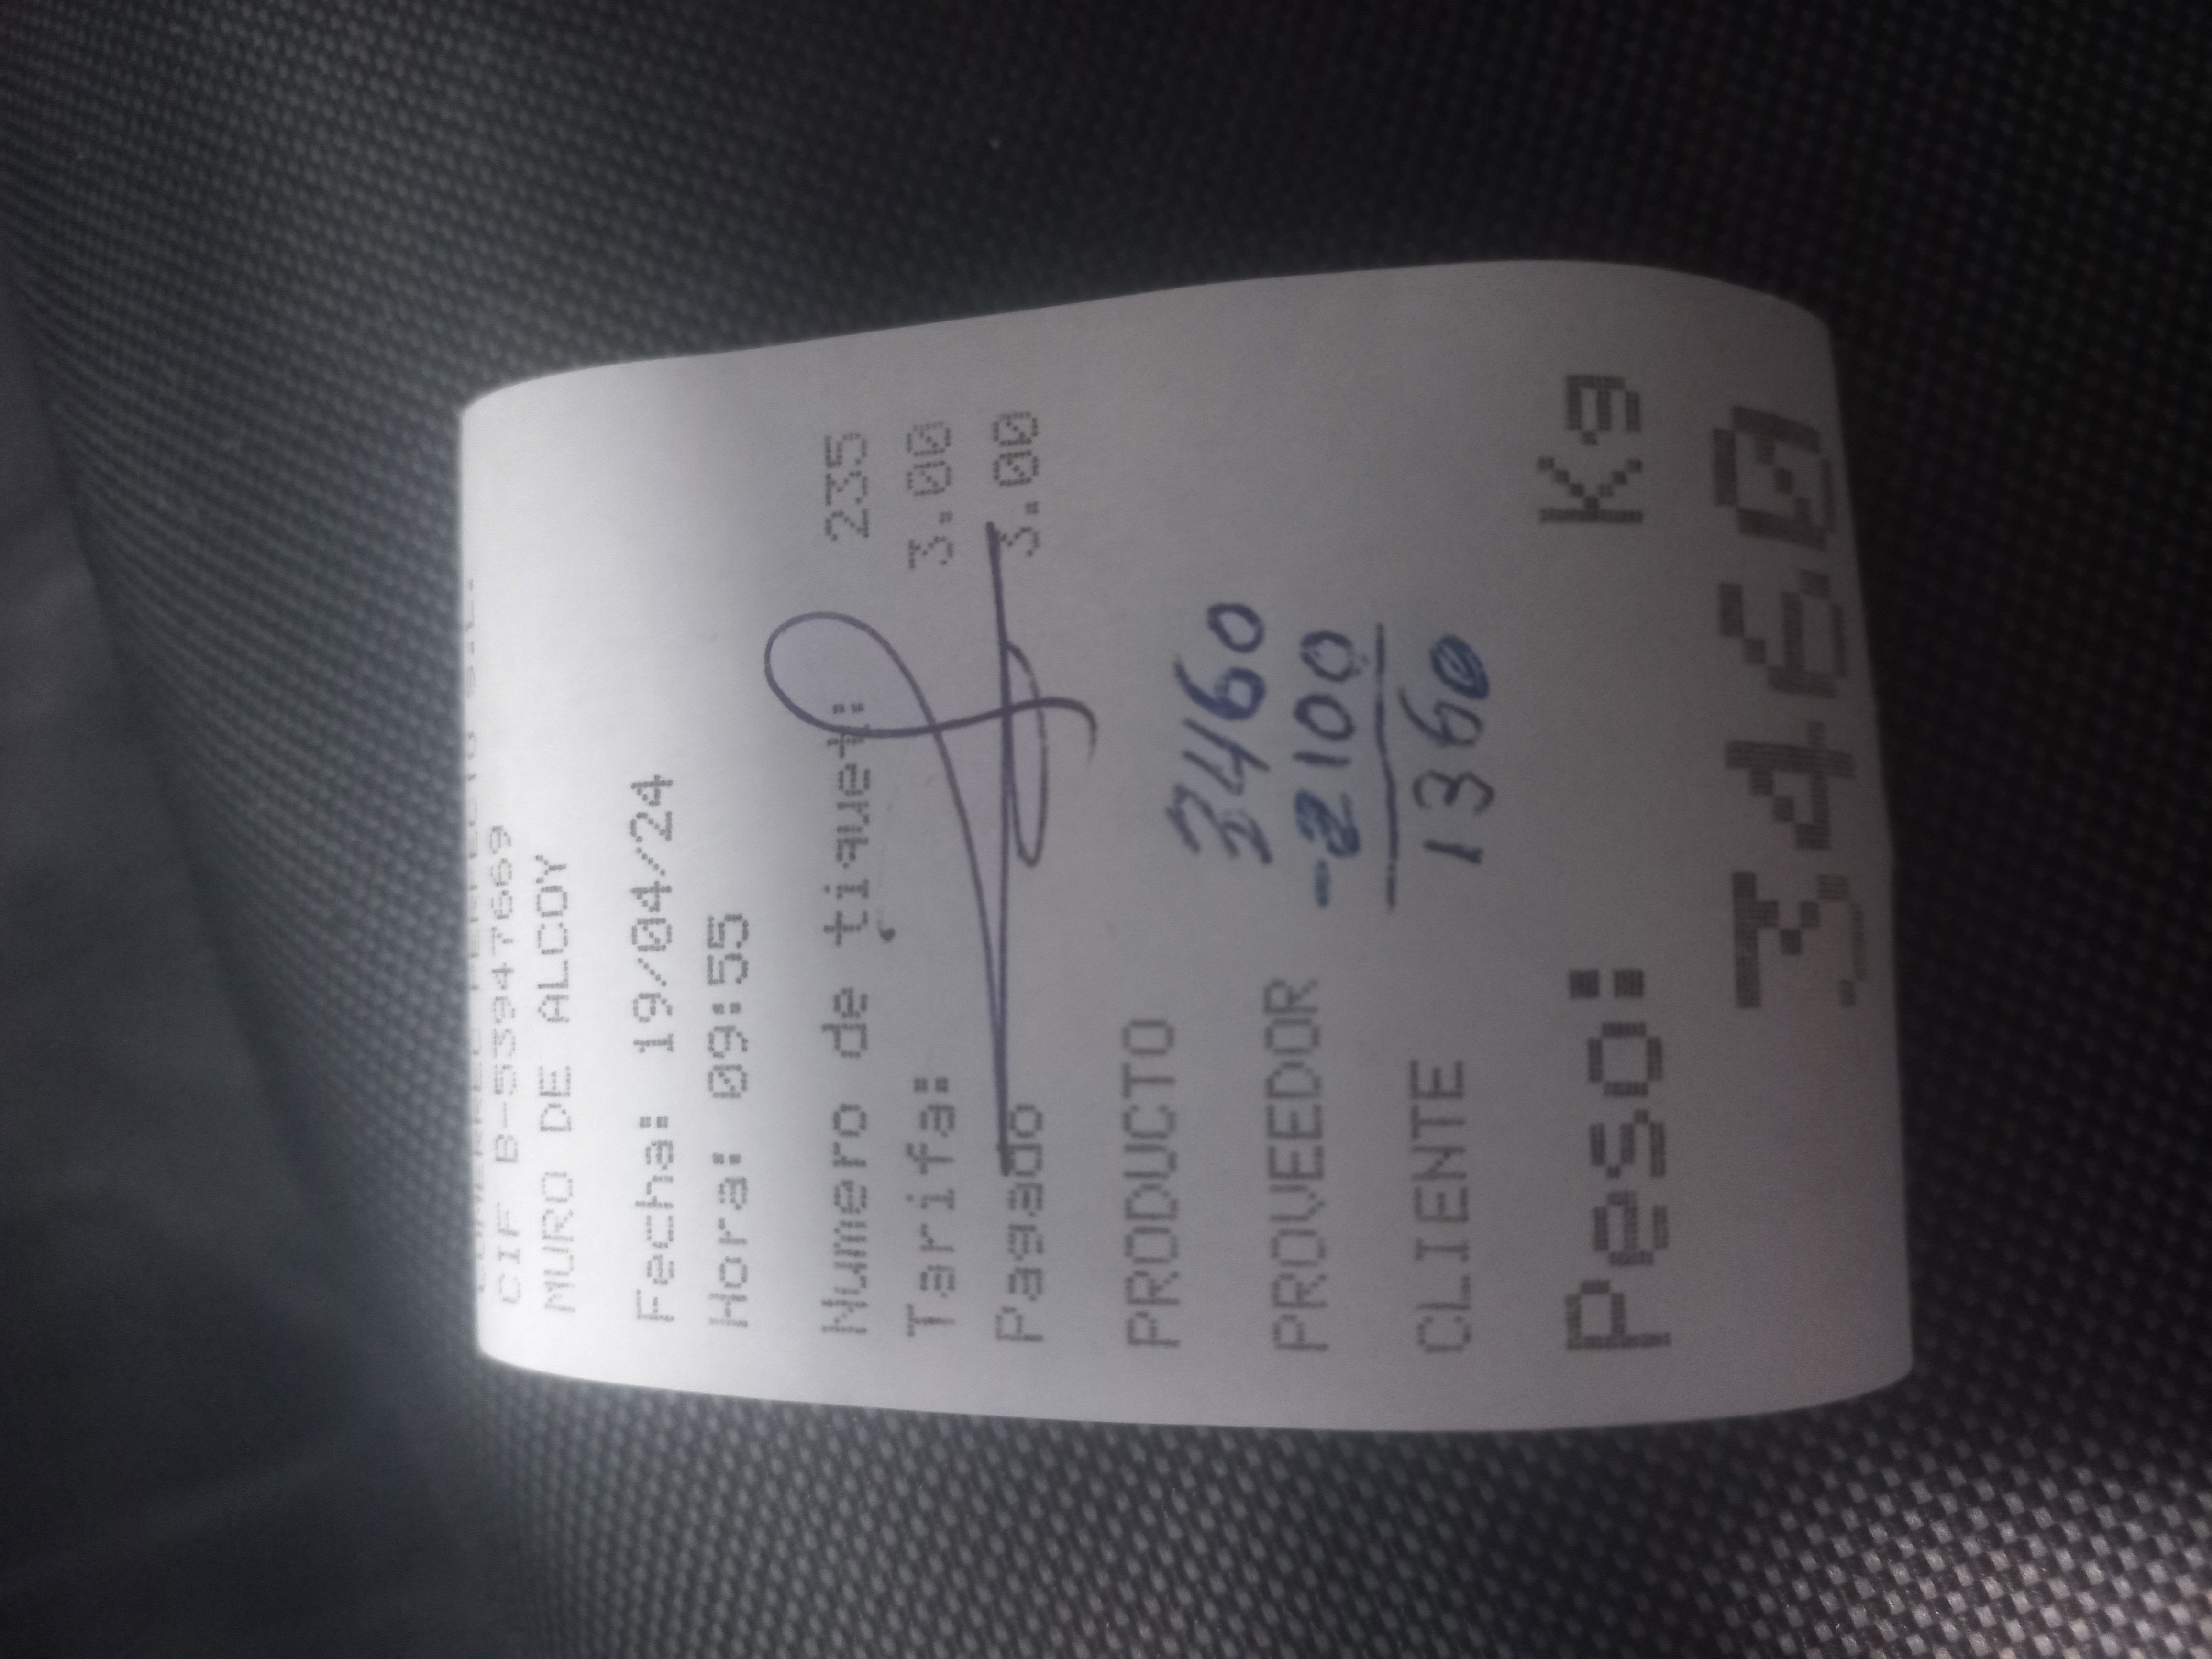 CIF B-53947669
MURO DE ALCOY
Fecha: 19/04/24
Hora: 09:55
Numero de tiquet: 235
Tarifa: 3.00
Pagado 3.00
PRODUCTO
3460
PROVEEDOR -2100
CLIENTE 1360
Peso: Kg
3460